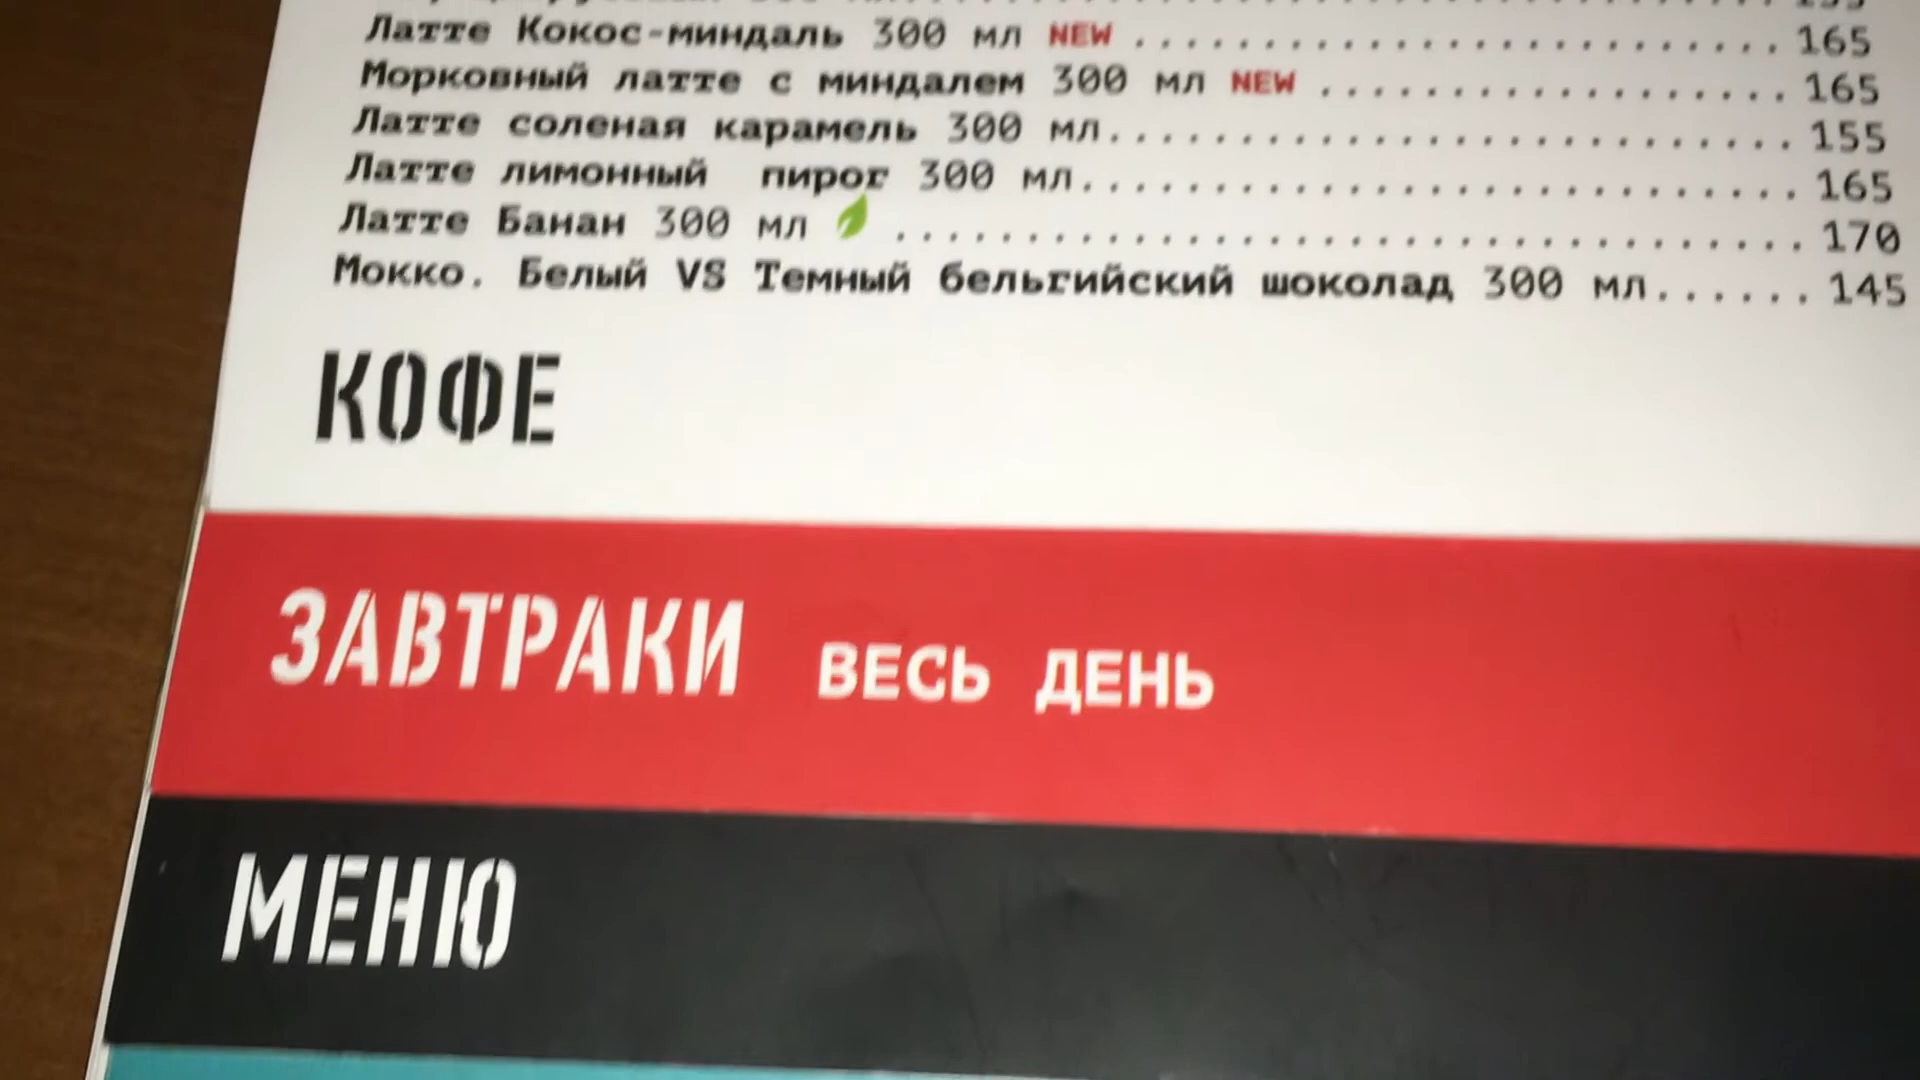 Латте Кокос-миндаль 300 мл NEW ......................... 165
Морковный латте с миндалем 300 мл NEW .................. 165
Латте соленая карамель 300 мл........................... 155
Латте лимонный пирог 300 мл............................ 165
Латте Банан 300 мл ................................... 170
Мокко. Белый VS Темный бельгийский шоколад 300 мл...... 145
КОФЕ
ЗАВТРАКИ ВЕСЬ ДЕНЬ
МЕНЮ